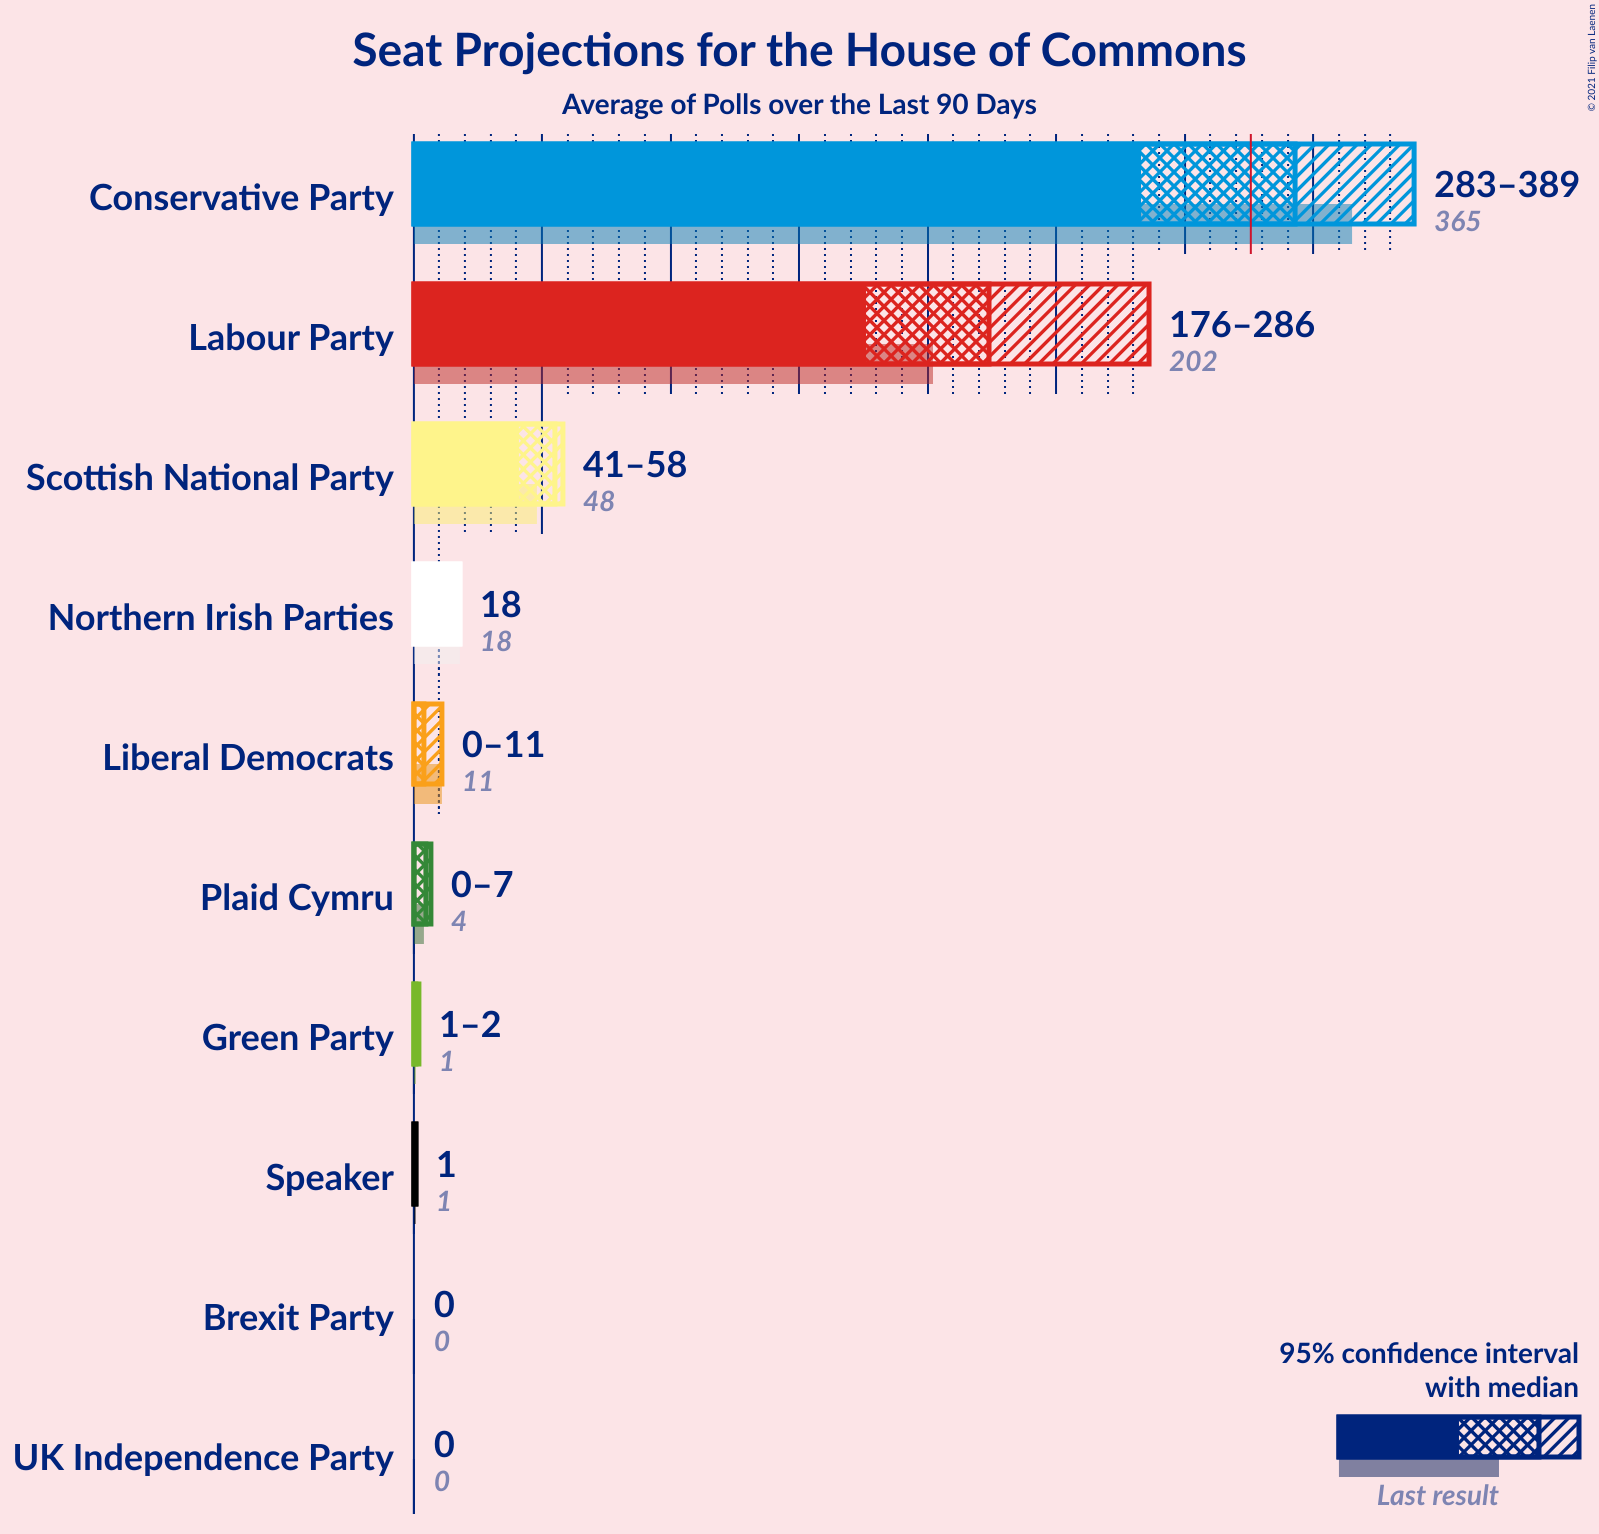 Seat Projections for the House of Commons
Average of Polls over the Last 90 Days
© 2021 Filip van Laenen
Conservative Party
283–389
365
Labour Party
176–286
202
Scottish National Party
41–58
48
Northern Irish Parties
18
18
Liberal Democrats
0–11
11
Plaid Cymru
0–7
4
Green Party
1–2
1
Speaker
1
1
Brexit Party
0
0
UK Independence Party
0
0
95% confidence interval
with median
Last result